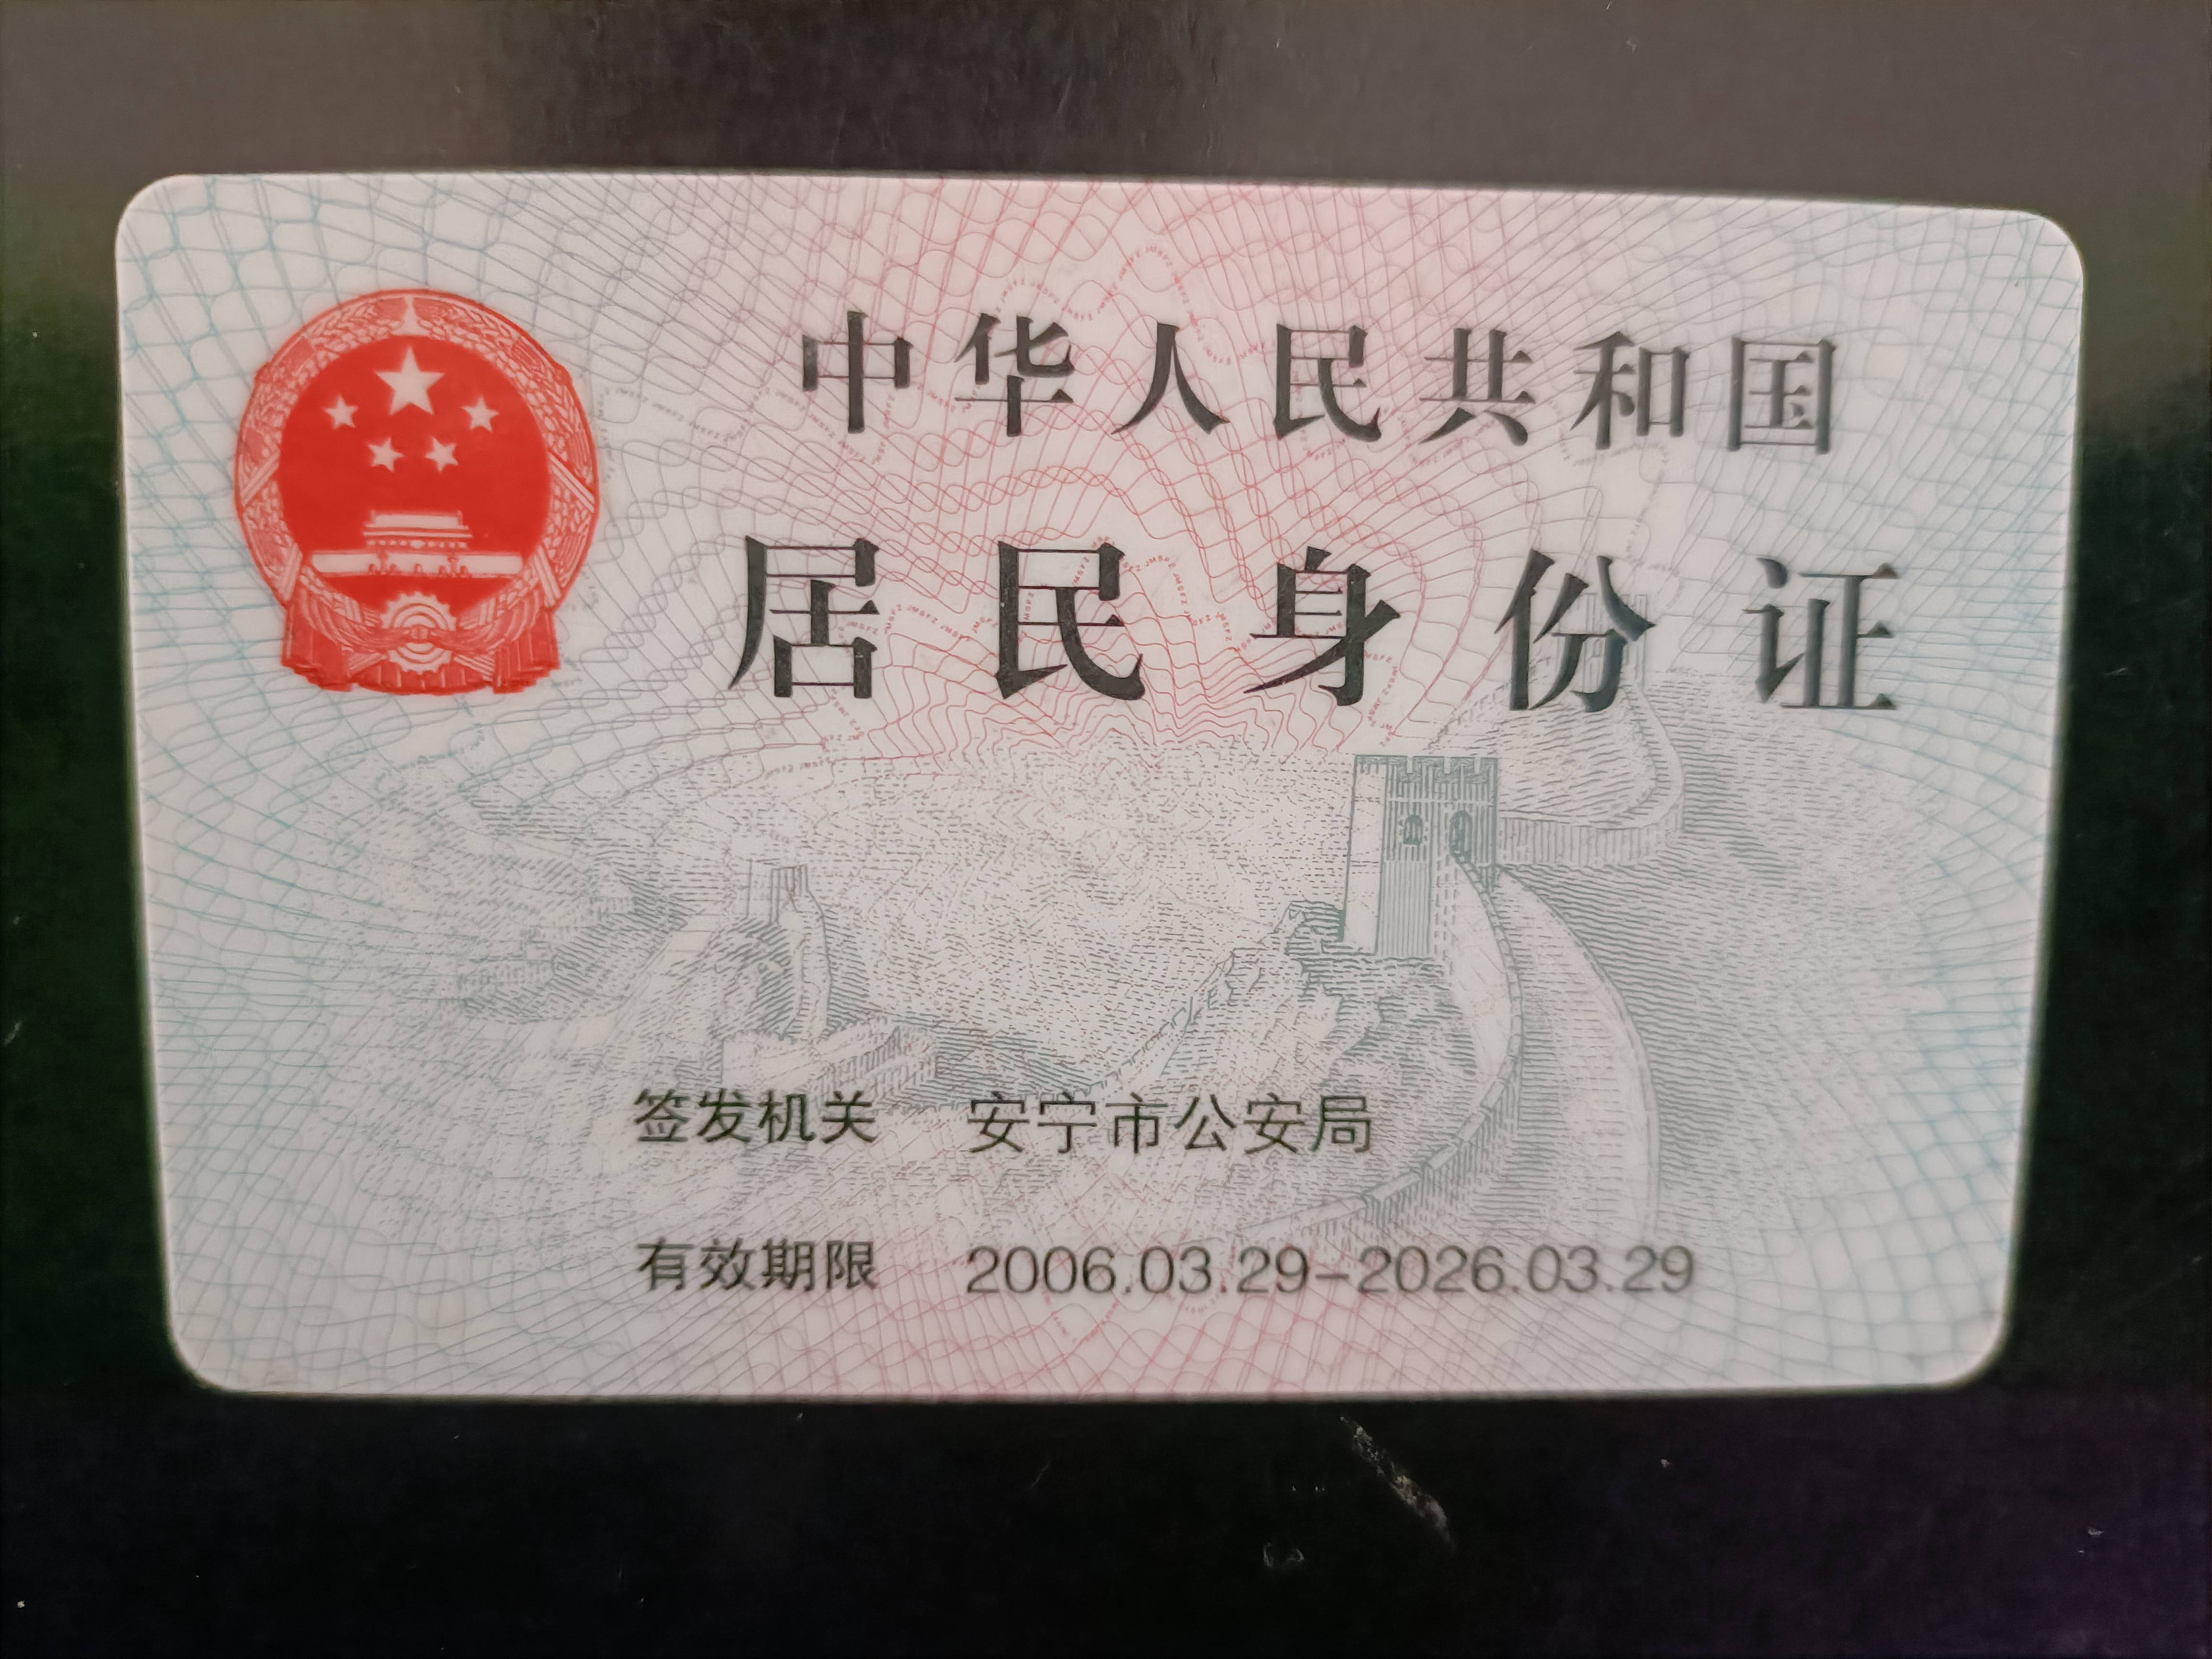 中华人民共和国
居民身份证
签发机关 安宁市公安局
有效期限 2006.03.29-2026.03.29